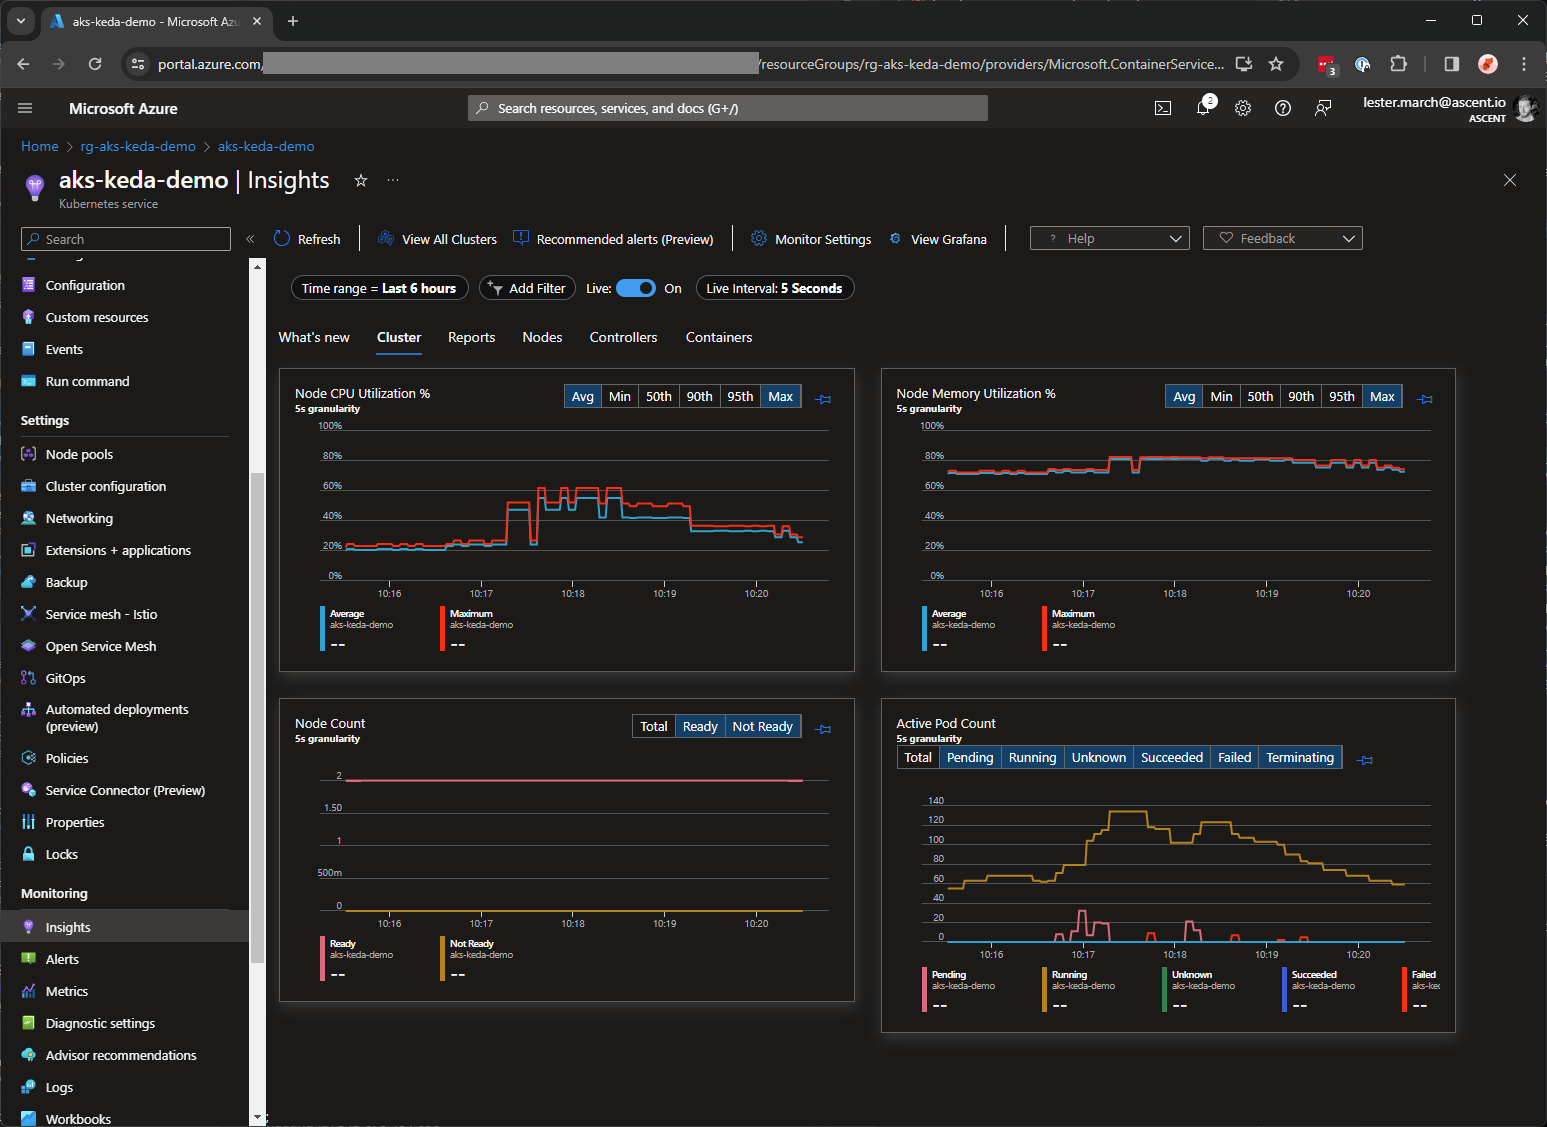 aks-keda-demo - Microsoft Azu
portal.azure.com/ /resourceGroups/rg-aks-keda-demo/providers/Microsoft.ContainerService...
3
Microsoft Azure
Search resources, services, and docs (G+/)
2
lester.march@ascent.io
ASCENT
Home > rg-aks-keda-demo > aks-keda-demo
aks-keda-demo | Insights
Kubernetes service
Search
Refresh
View All Clusters
Recommended alerts (Preview)
Monitor Settings
View Grafana
? Help
Feedback
Configuration
Custom resources
Events
Run command
Settings
Node pools
Cluster configuration
Networking
Extensions + applications
Backup
Service mesh - Istio
Open Service Mesh
GitOps
Automated deployments
(preview)
Policies
Service Connector (Preview)
Properties
Locks
Monitoring
Insights
Alerts
Metrics
Diagnostic settings
Advisor recommendations
Logs
Workbooks
Time range = Last 6 hours
Add Filter
Live: On
Live Interval: 5 Seconds
What's new Cluster Reports Nodes Controllers Containers
Node CPU Utilization %
5s granularity
Avg Min 50th 90th 95th Max
100%
80%
60%
40%
20%
0%
10:16 10:17 10:18 10:19 10:20
Average Maximum
aks-keda-demo aks-keda-demo
-- --
Node Memory Utilization %
5s granularity
Avg Min 50th 90th 95th Max
100%
80%
60%
40%
20%
0%
10:16 10:17 10:18 10:19 10:20
Average Maximum
aks-keda-demo aks-keda-demo
-- --
Node Count
5s granularity
Total Ready Not Ready
2
1.50
1
500m
0
10:16 10:17 10:18 10:19 10:20
Ready Not Ready
aks-keda-demo aks-keda-demo
-- --
Active Pod Count
5s granularity
Total Pending Running Unknown Succeeded Failed Terminating
140
120
100
80
60
40
20
0
10:16 10:17 10:18 10:19 10:20
Pending Running Unknown Succeeded Failed
aks-keda-demo aks-keda-demo aks-keda-demo aks-keda-demo aks-kec
-- -- -- -- --